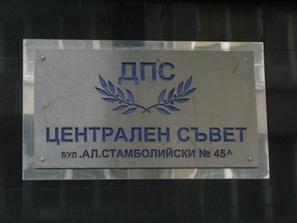 ДПС
ЦЕНТРАЛЕН СЪВЕТ
БУЛ.АЛ.СТАМБОЛИЙСКИ № 45А